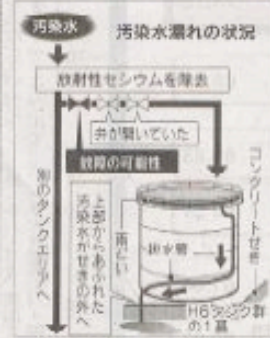 汚染水
汚染水漏れの状況
放射性セシウムを除去
弁が開いていた
故障の可能性
別のタンクエリアへ
上部からあふれた
汚染水がせきの外へ
雨どい
排水管
コンクリートせき
H6タンク群
の1基